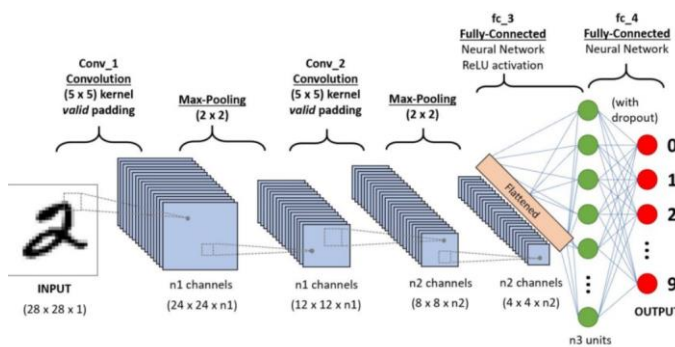 fc_3
Fully-Connected
Neural Network
ReLU activation
fc_4
Fully-Connected
Neural Network
Conv_1
Convolution
(5 x 5) kernel
valid padding
Max-Pooling
(2 x 2)
Conv_2
Convolution
(5 x 5) kernel
valid padding
Max-Pooling
(2 x 2)
(with
dropout)
2
Flattened
0
1
2
9
INPUT
(28 x 28 x 1)
n1 channels
(24 x 24 x n1)
n1 channels
(12 x 12 x n1)
n2 channels
(8 x 8 x n2)
n2 channels
(4 x 4 x n2)
OUTPUT
n3 units